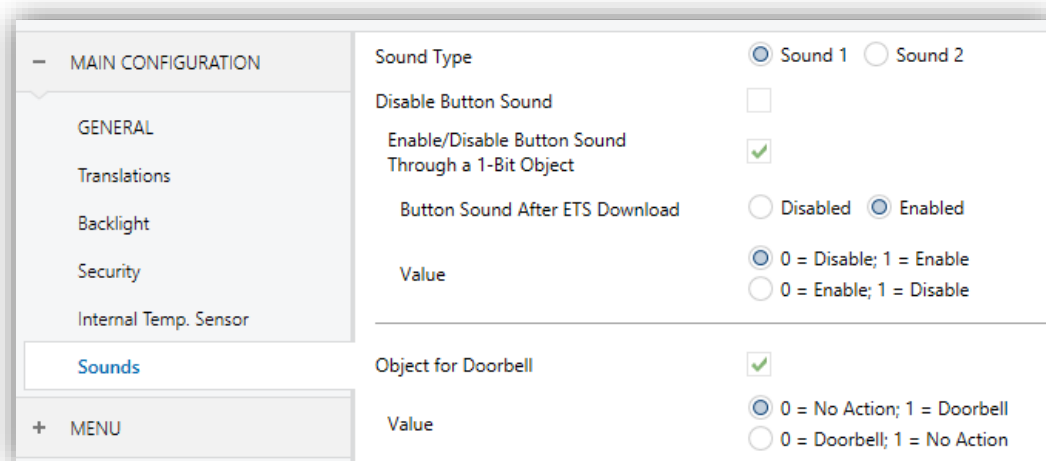 − MAIN CONFIGURATION
GENERAL
Translations
Backlight
Security
Internal Temp. Sensor
Sounds
+ MENU
Sound Type Sound 1 Sound 2
Disable Button Sound
Enable/Disable Button Sound
Through a 1-Bit Object
Button Sound After ETS Download Disabled Enabled
Value
0 = Disable; 1 = Enable
0 = Enable; 1 = Disable
Object for Doorbell
Value
0 = No Action; 1 = Doorbell
0 = Doorbell; 1 = No Action